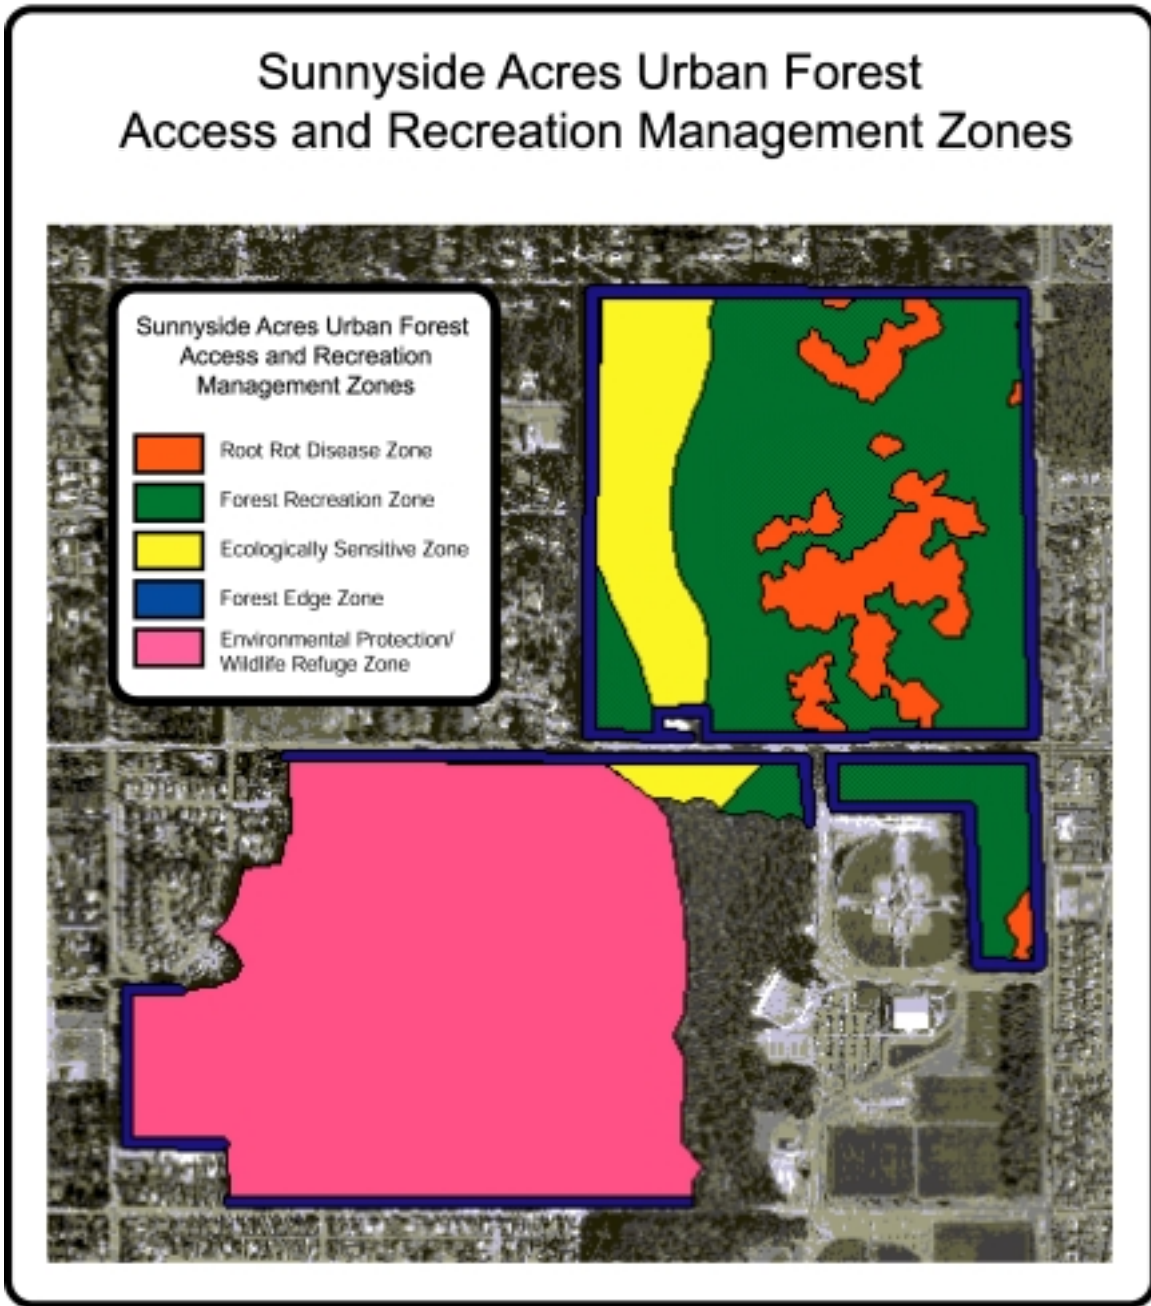 Sunnyside Acres Urban Forest
Access and Recreation Management Zones
Sunnyside Acres Urban Forest
Access and Recreation
Management Zones
Root Rot Disease Zone
Forest Recreation Zone
Ecologically Sensitive Zone
Forest Edge Zone
Environmental Protection/
Wildlife Refuge Zone